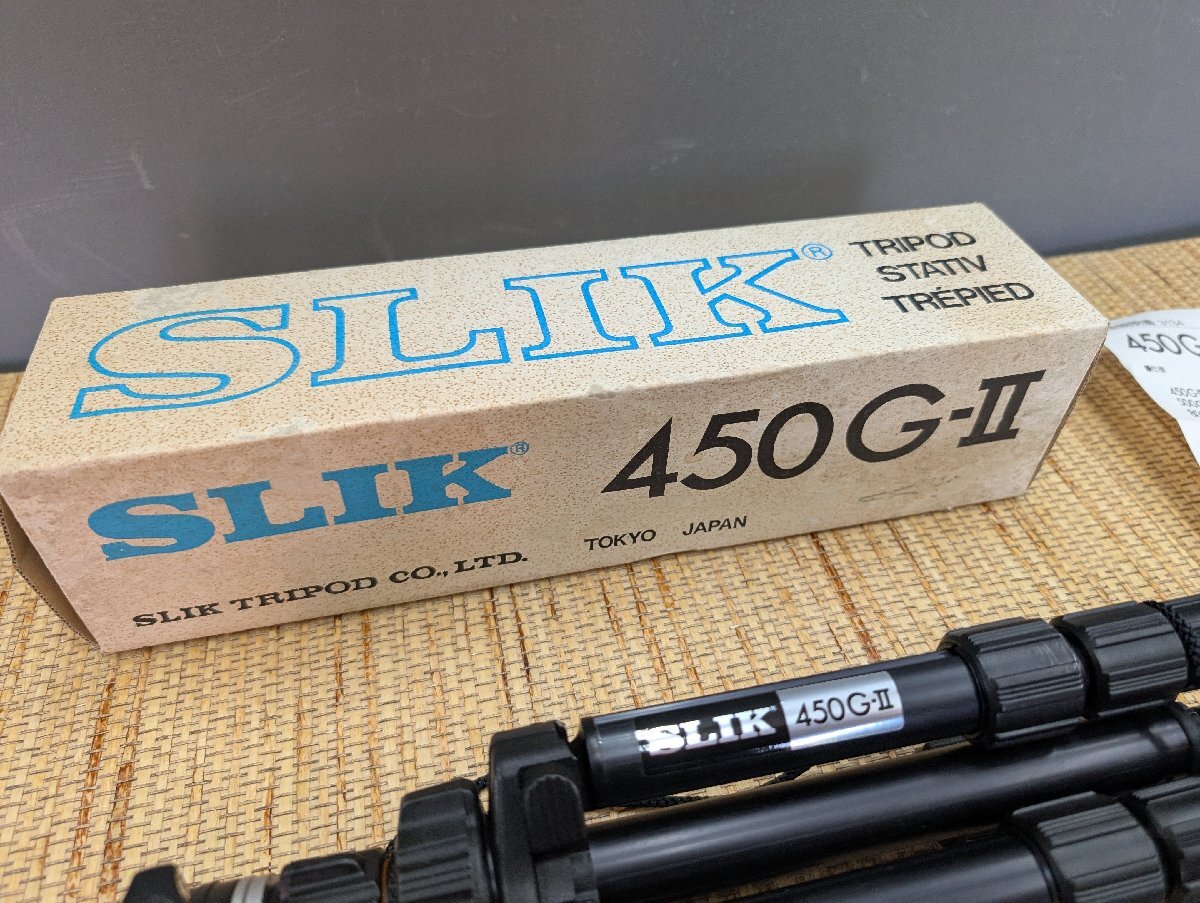 SLIK®
TRIPOD
STATIV
TRÉPIED
SLIK®
450G-II
SLIK TRIPOD CO., LTD.
TOKYO JAPAN
SLIK 450G-II
450G